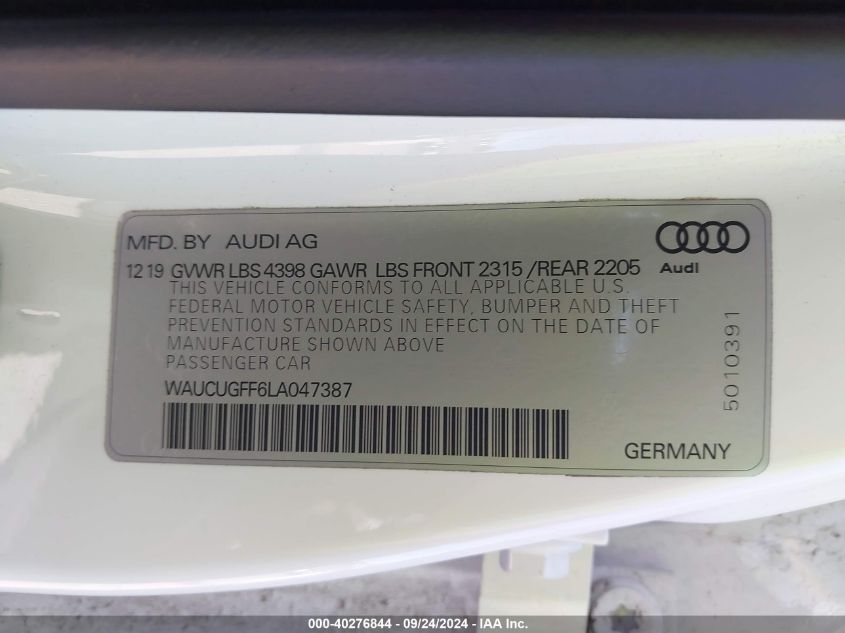 MFD. BY AUDI AG
Audi
12 19 GVWR LBS 4398 GAWR LBS FRONT 2315 /REAR 2205
THIS VEHICLE CONFORMS TO ALL APPLICABLE U.S.
FEDERAL MOTOR VEHICLE SAFETY, BUMPER AND THEFT
PREVENTION STANDARDS IN EFFECT ON THE DATE OF
MANUFACTURE SHOWN ABOVE
PASSENGER CAR
WAUCUGFF6LA047387
5010391
GERMANY
000-40276844 - 09/24/2024 - IAA Inc.